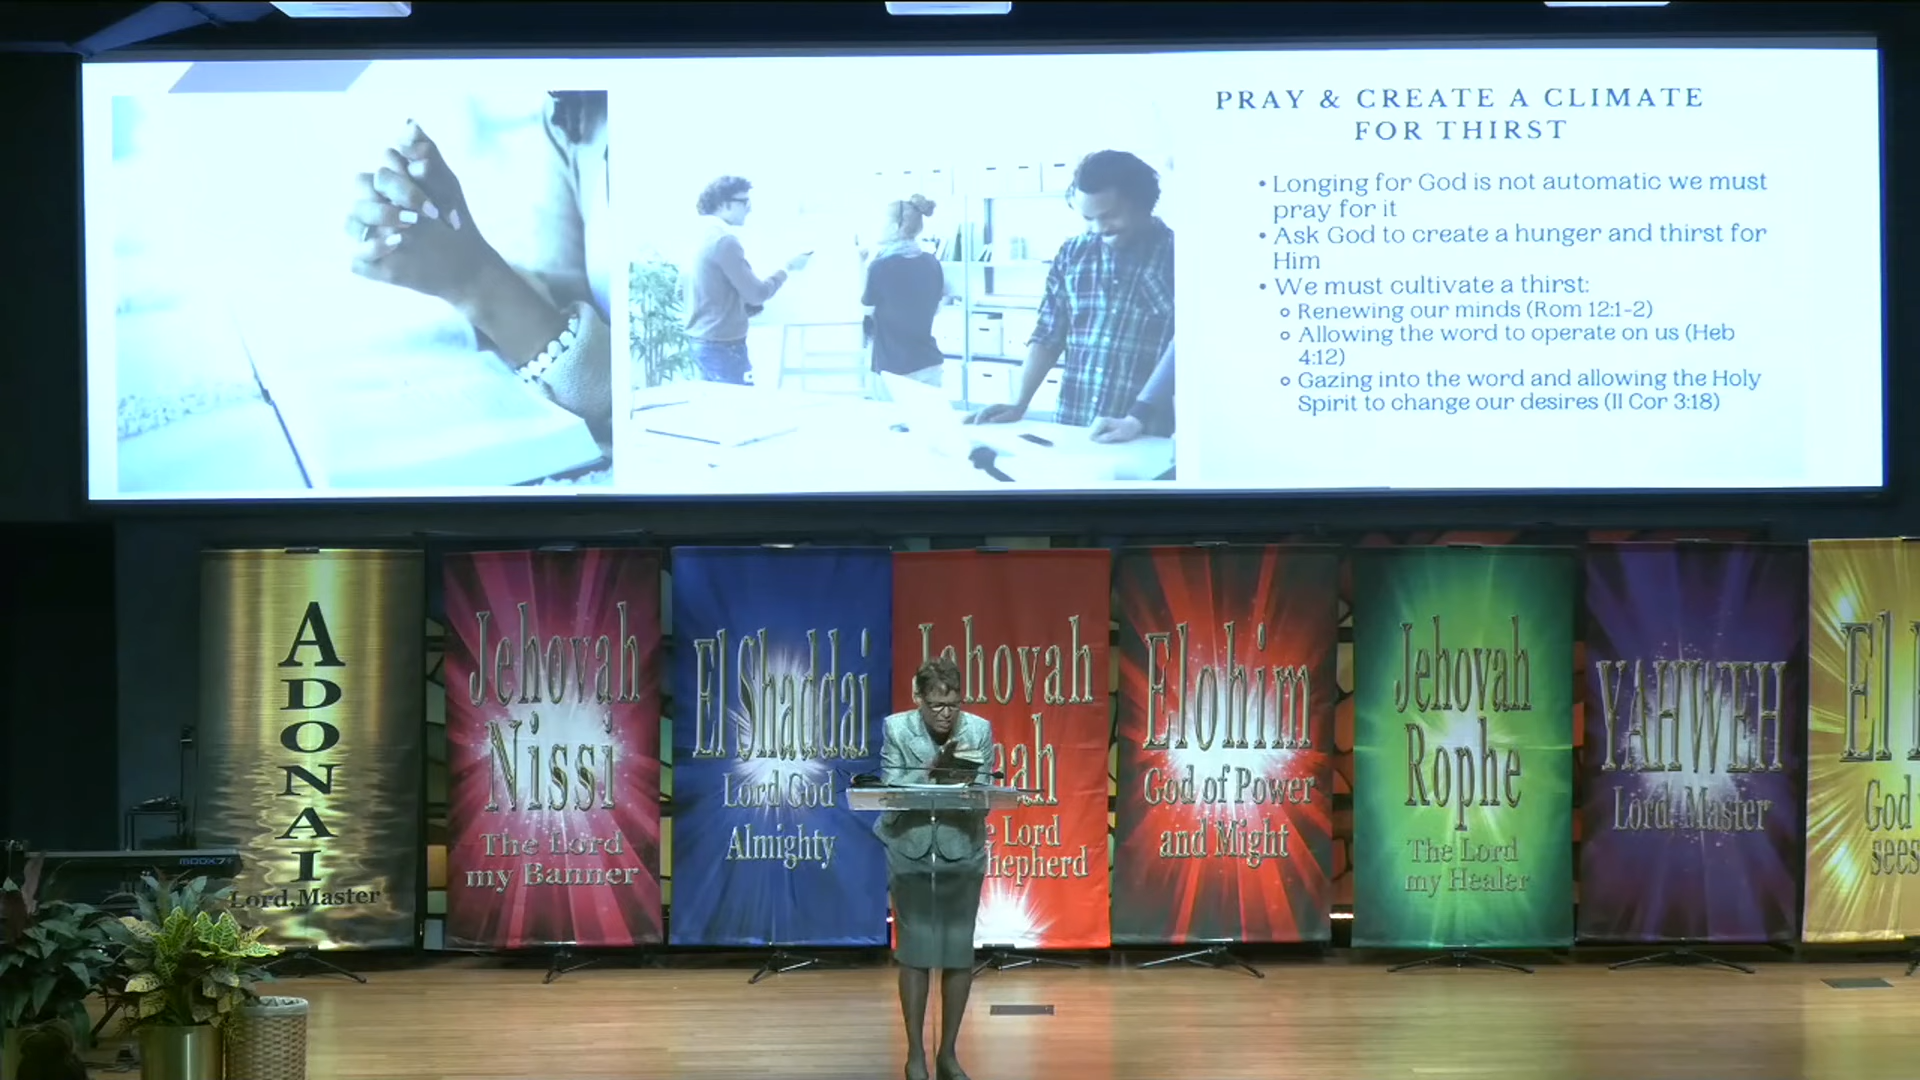 PRAY & CREATE A CLIMATE
FOR THIRST
• Longing for God is not automatic we must
pray for it
• Ask God to create a hunger and thirst for
Him
• We must cultivate a thirst:
Renewing our minds (Rom 12:1-2)
Allowing the word to operate on us (Heb
4:12)
Gazing into the word and allowing the Holy
Spirit to change our desires (II Cor 3:18)
ADONAI
Lord, Master
Jehovah
Nissi
The Lord
my Banner
El Shaddai
Lord God
Almighty
Jehovah
Lord
Elohim
God of Power
and Might
Jehovah
Rophe
The Lord
my Healer
YAHWEH
Lord, Master
El
God
sees
MODX7+